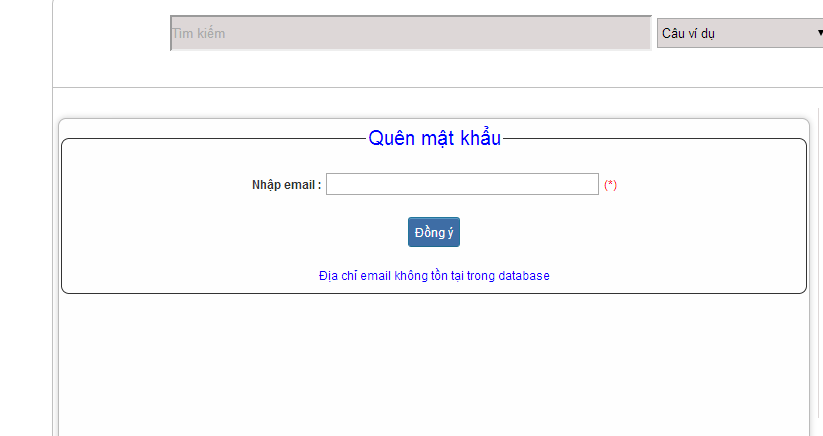 Tìm kiếm
Câu ví dụ
Quên mật khẩu
Nhập email : (*)
Đồng ý
Địa chỉ email không tồn tại trong database